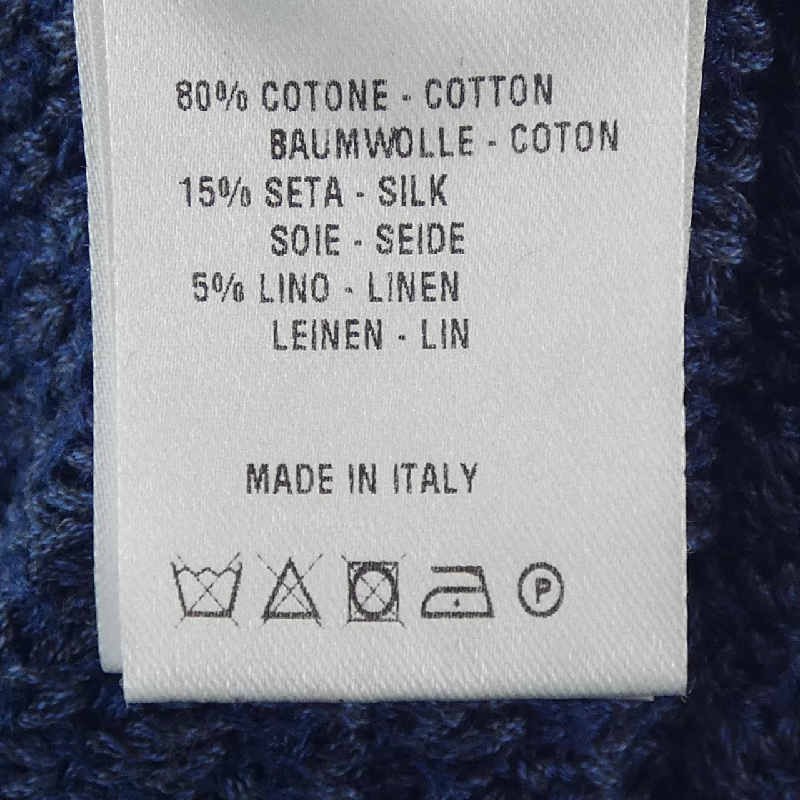 80% COTONE - COTTON
BAUMWOLLE - COTON
15% SETA - SILK
SOIE - SEIDE
5% LINO - LINEN
LEINEN - LIN
MADE IN ITALY
P